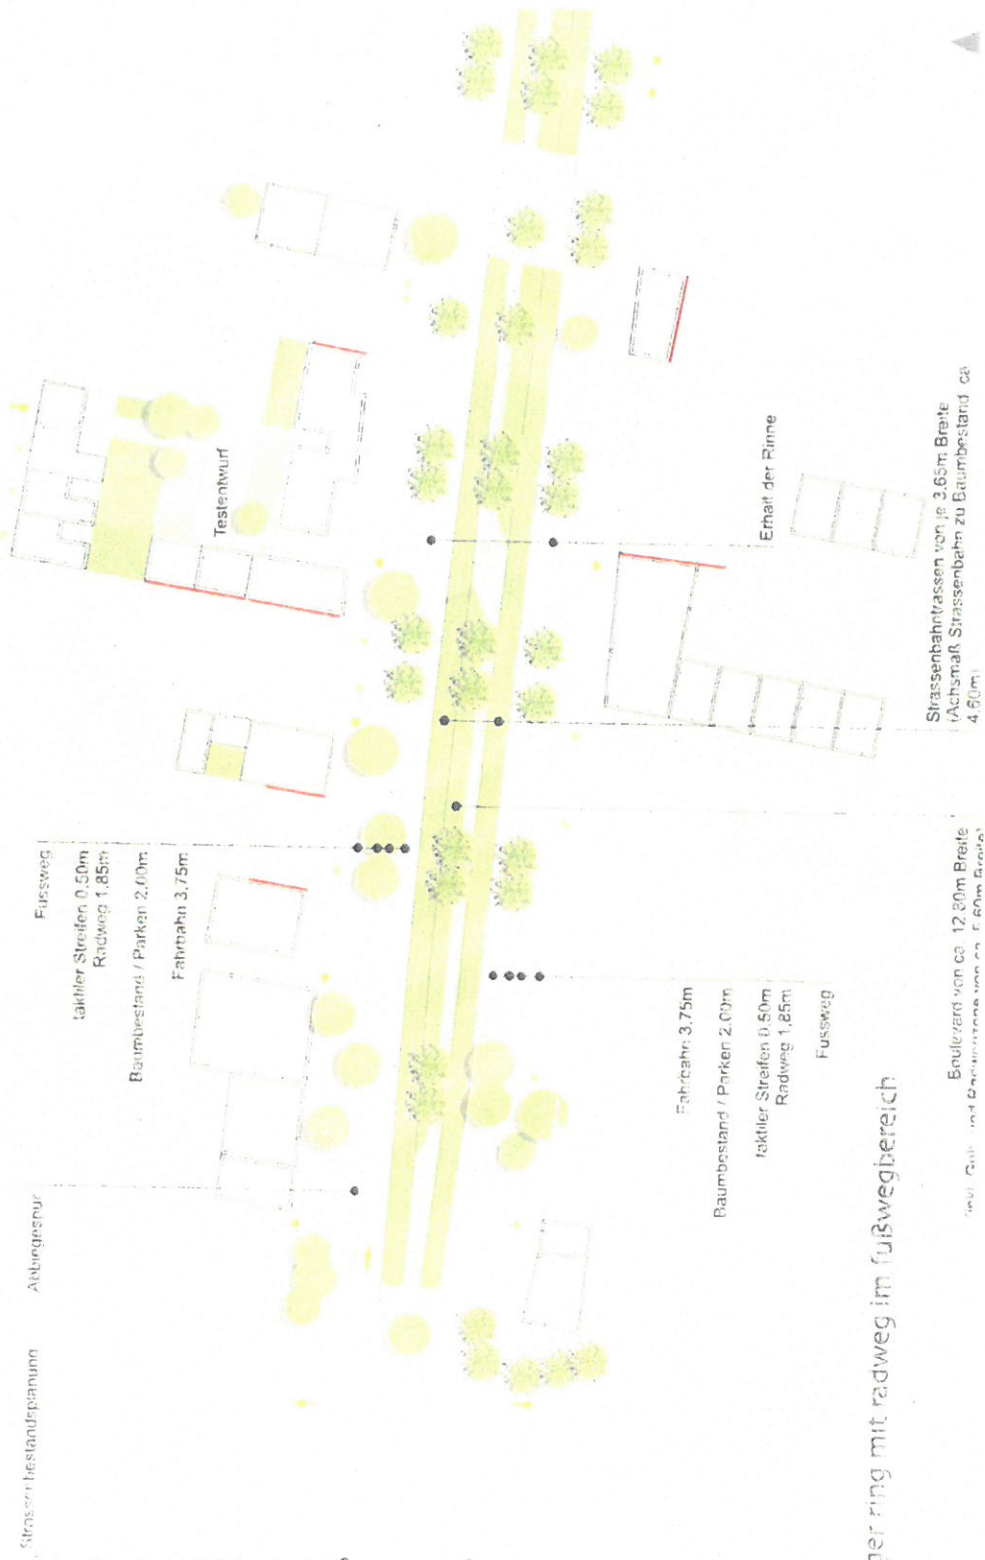 Strassenbestandsplanung
Abbiegespur
Fussweg
taktiler Streifen 0.50m
Radweg 1.85m
Baumbestand / Parken 2.00m
Fahrbahn 3.75m
Testentwurf
Fahrbahn 3.75m
Baumbestand / Parken 2.00m
taktiler Streifen 0.50m
Radweg 1.85m
Fussweg
Erhalt der Rinne
Strassenbahntrassen von je 3.65m Breite
(Achsmaß Strassenbahn zu Baumbestand ca
4.60m)
Boulevard von ca. 12.80m Breite
und von ca.
ger ring mit radweg im fußwegbereich